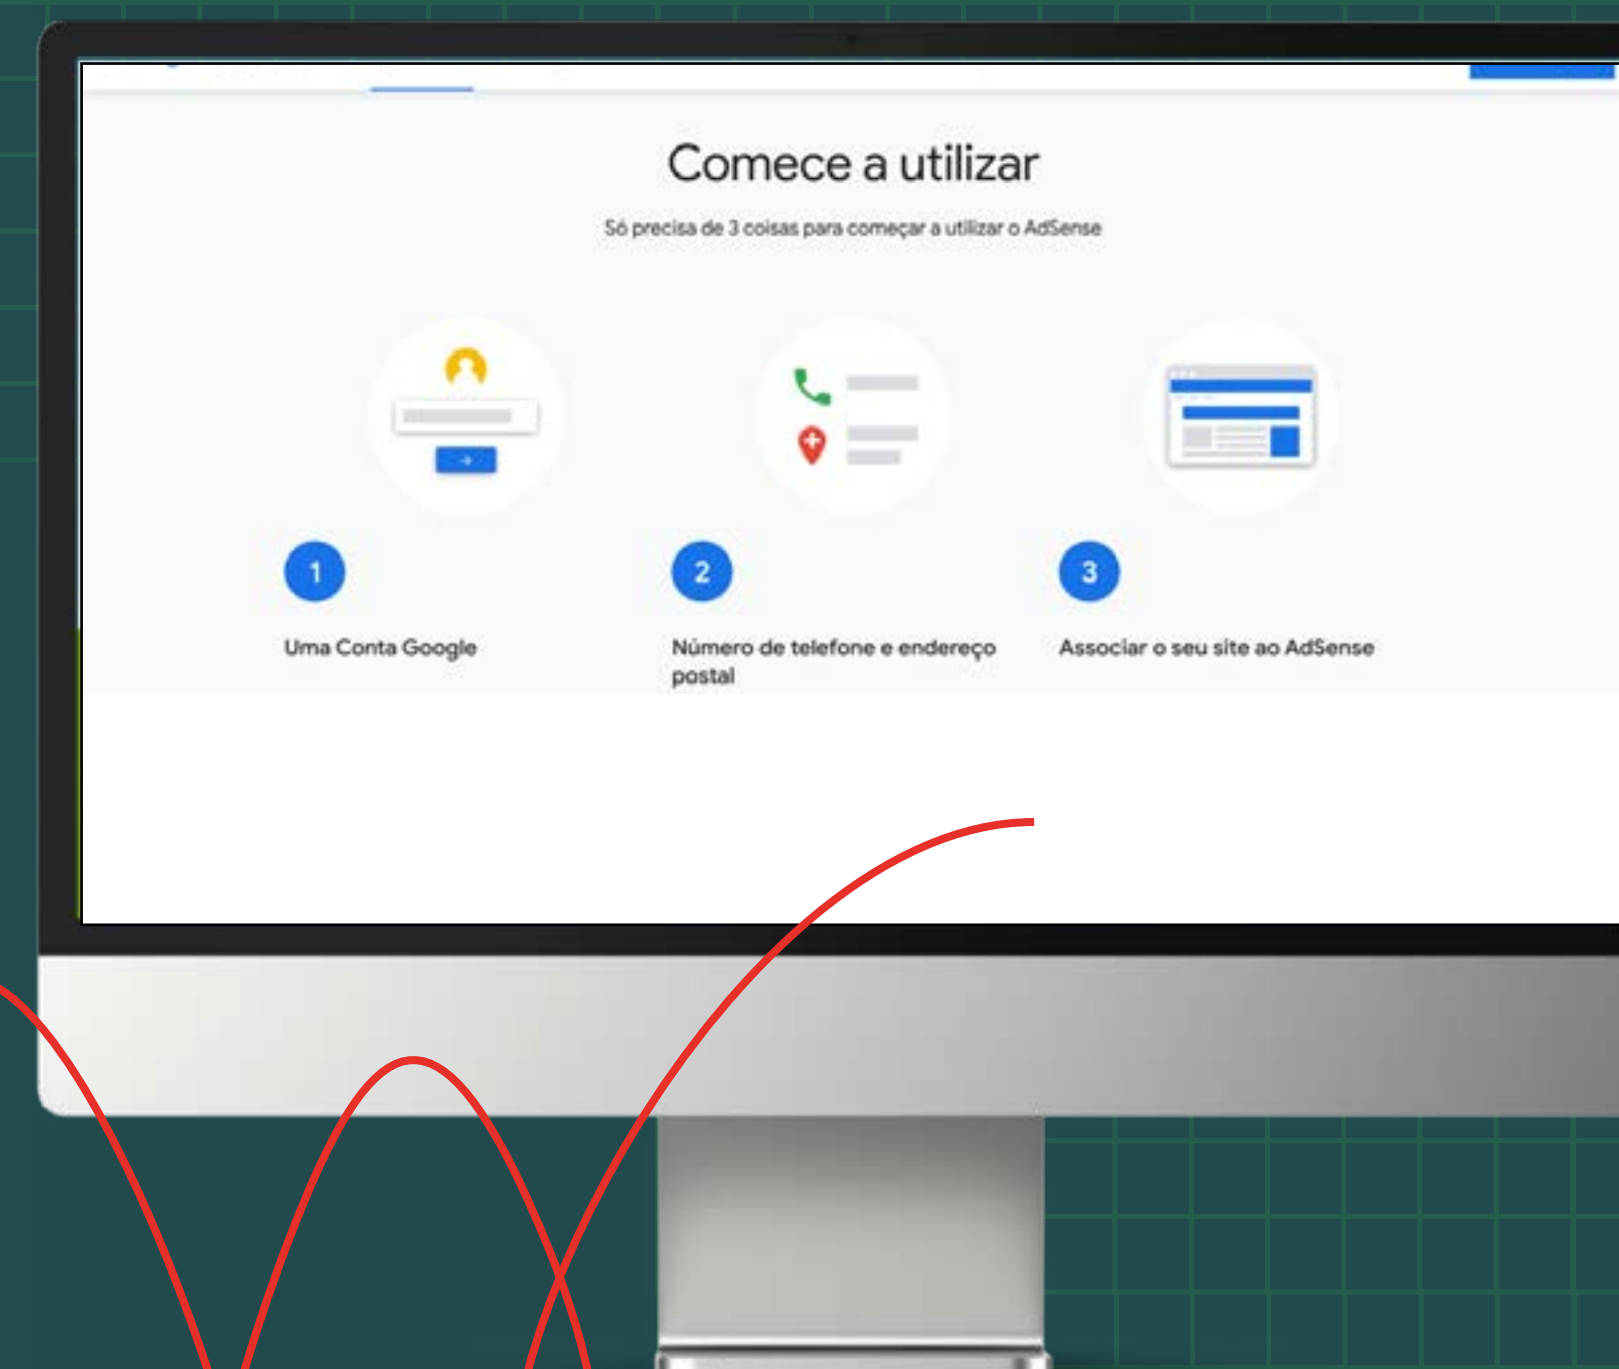 Comece a utilizar
Só precisa de 3 coisas para começar a utilizar o AdSense
1
2
3
Uma Conta Google
Número de telefone e endereço
postal
Associar o seu site ao AdSense